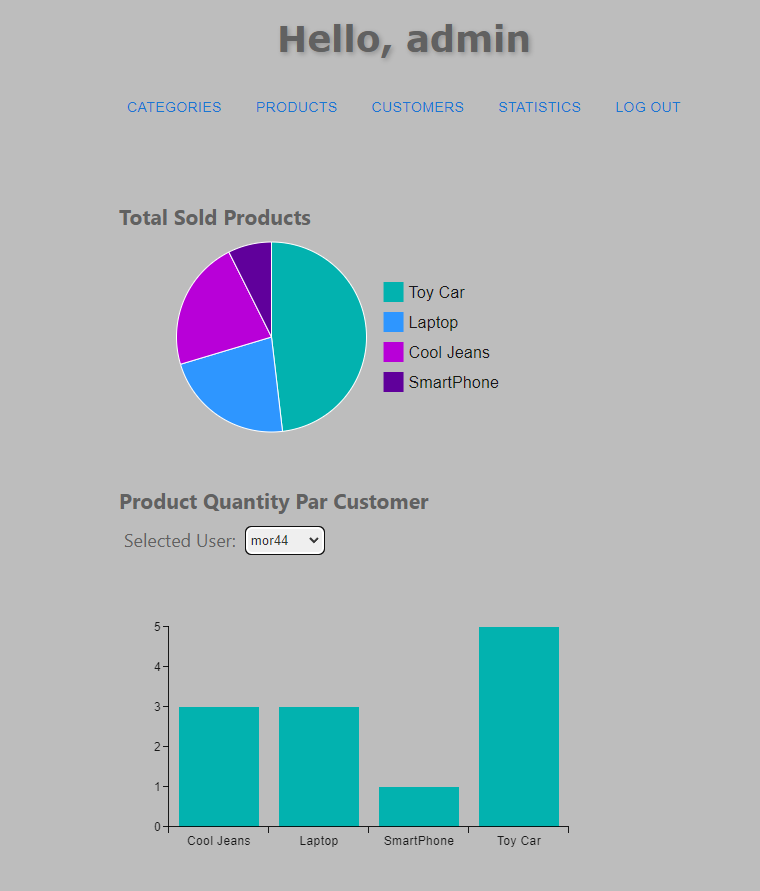 Hello, admin
CATEGORIES PRODUCTS CUSTOMERS STATISTICS LOG OUT
Total Sold Products
Toy Car
Laptop
Cool Jeans
SmartPhone
Product Quantity Par Customer
Selected User: mor44
5
4
3
2
1
0
Cool Jeans Laptop SmartPhone Toy Car